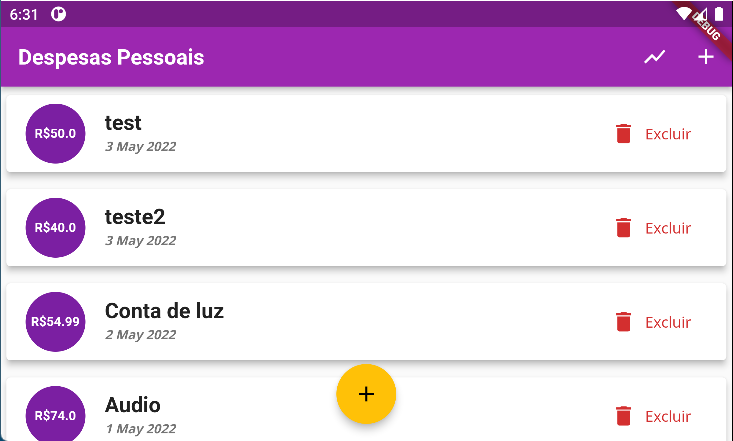 6:31
DEBUG
Despesas Pessoais
R$50.0
test
3 May 2022
Excluir
R$40.0
teste2
3 May 2022
Excluir
R$54.99
Conta de luz
2 May 2022
Excluir
R$74.0
Audio
1 May 2022
Excluir